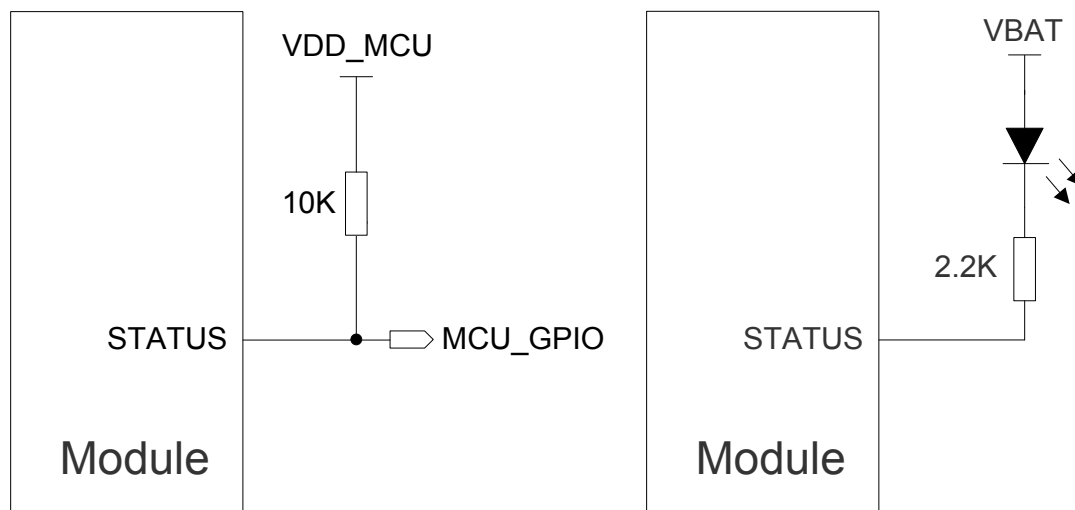 VDD_MCU
10K
STATUS
MCU_GPIO
Module
VBAT
2.2K
STATUS
Module